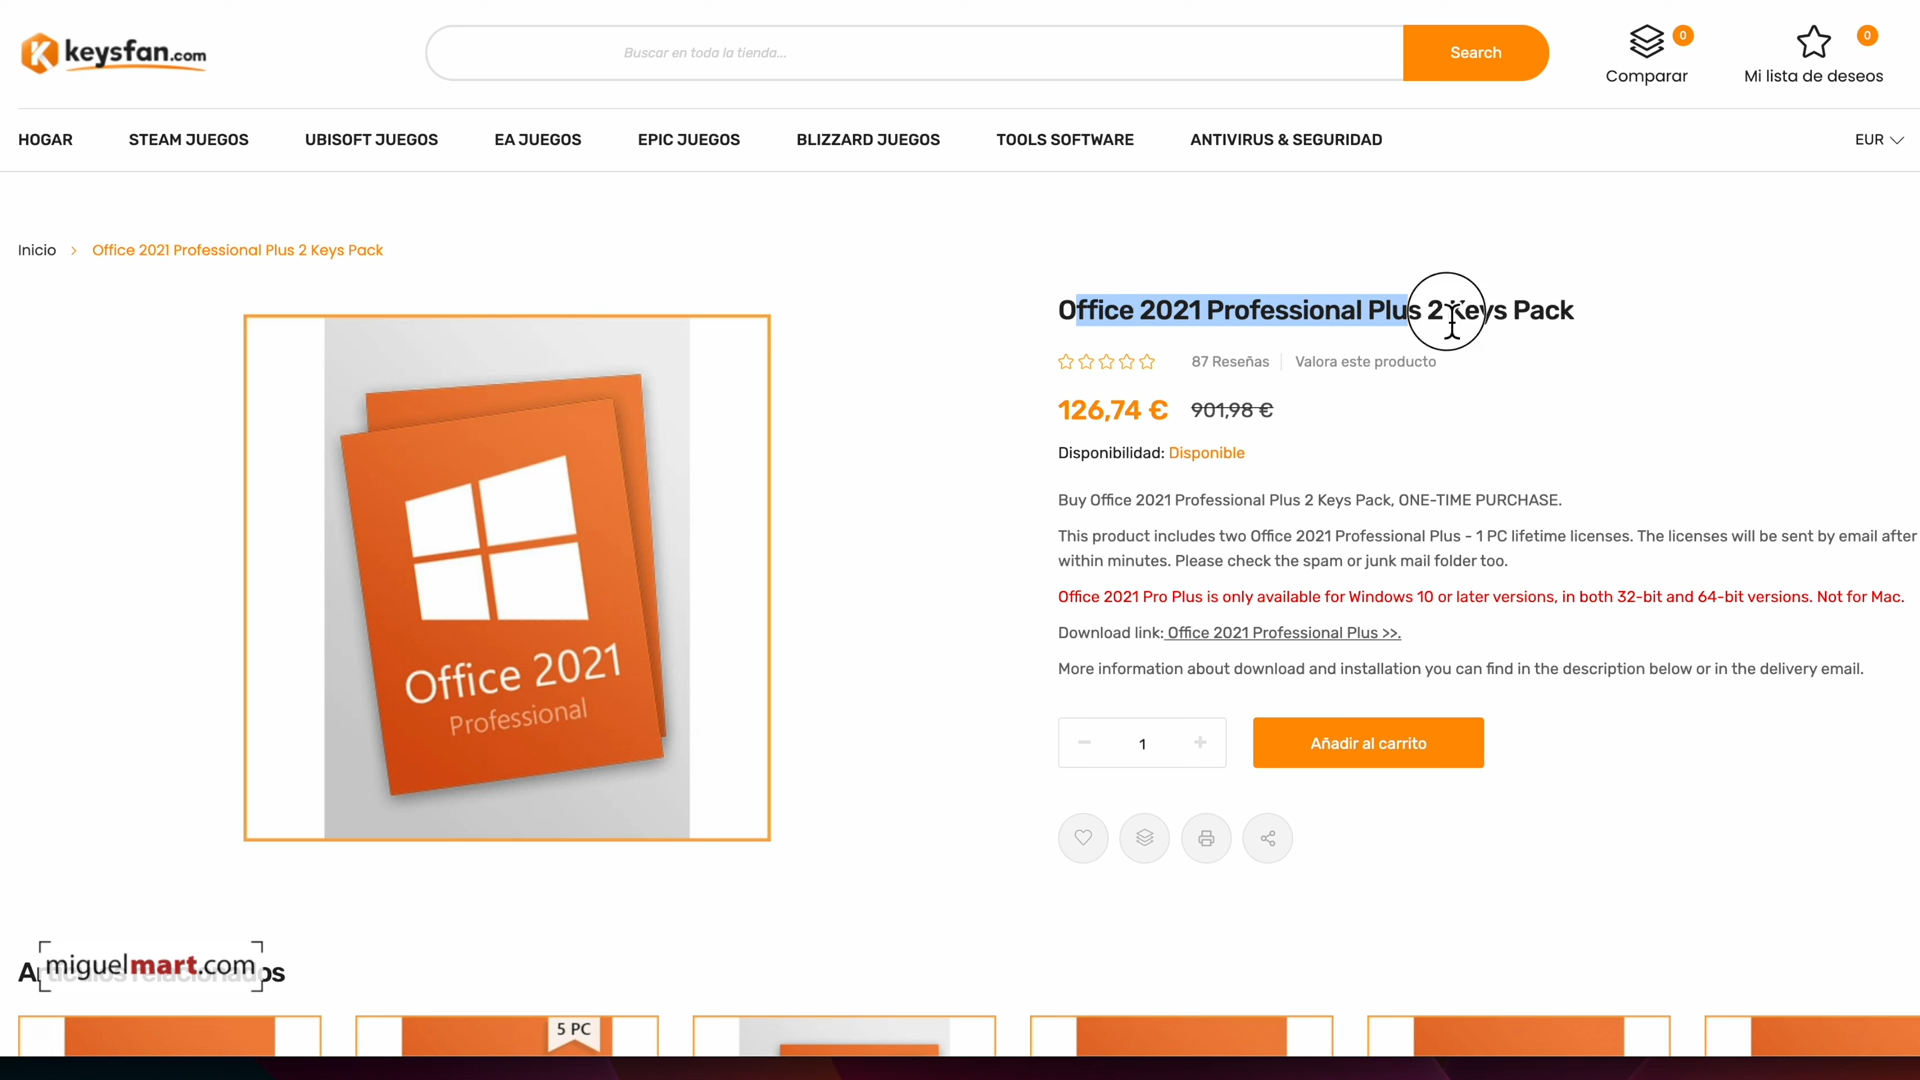 keysfan.com
Buscar en toda la tienda...
Search
0
Comparar
0
Mi lista de deseos
HOGAR
STEAM JUEGOS
UBISOFT JUEGOS
EA JUEGOS
EPIC JUEGOS
BLIZZARD JUEGOS
TOOLS SOFTWARE
ANTIVIRUS & SEGURIDAD
EUR
Inicio > Office 2021 Professional Plus 2 Keys Pack
Office 2021
Professional
Office 2021 Professional Plus 2 Keys Pack
87 Reseñas
Valora este producto
126,74 € 901,98 €
Disponibilidad: Disponible
Buy Office 2021 Professional Plus 2 Keys Pack, ONE-TIME PURCHASE.
This product includes two Office 2021 Professional Plus - 1 PC lifetime licenses. The licenses will be sent by email after
within minutes. Please check the spam or junk mail folder too.
Office 2021 Pro Plus is only available for Windows 10 or later versions, in both 32-bit and 64-bit versions. Not for Mac.
Download link: Office 2021 Professional Plus >>.
More information about download and installation you can find in the description below or in the delivery email.
1
Añadir al carrito
miguelmart.com
5 PC